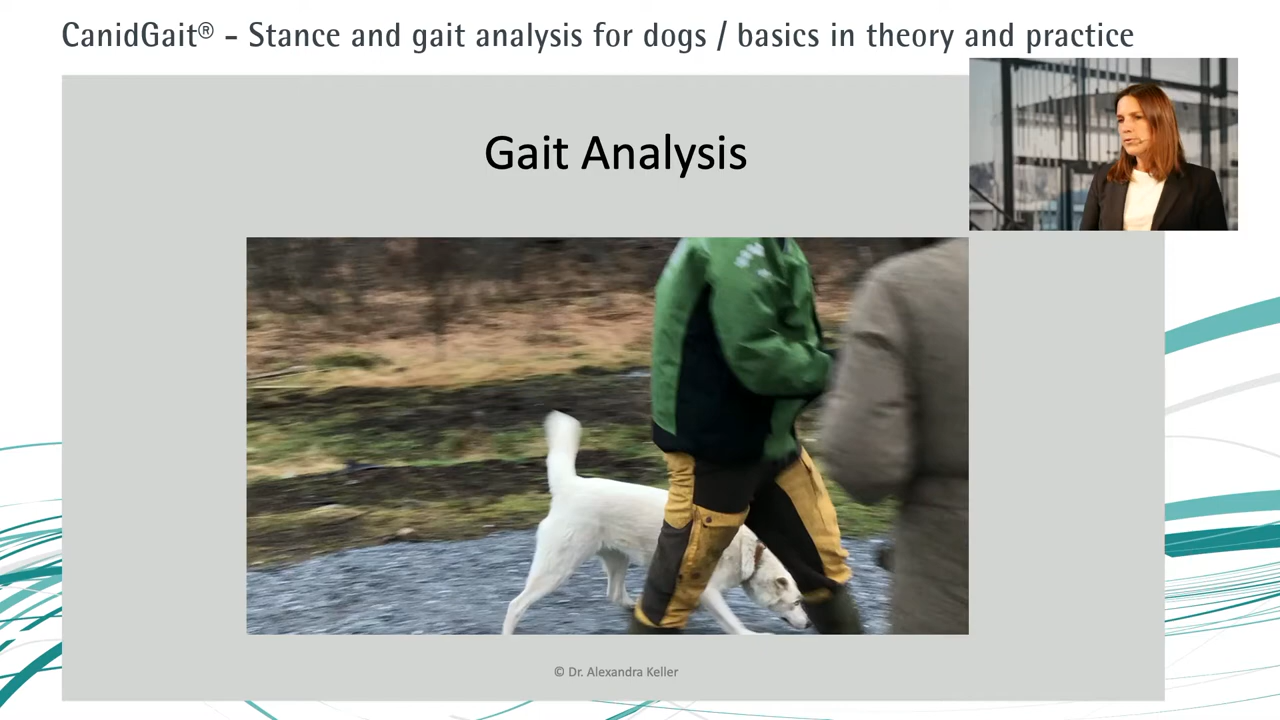 CanidGait® - Stance and gait analysis for dogs / basics in theory and practice
Gait Analysis
© Dr. Alexandra Keller